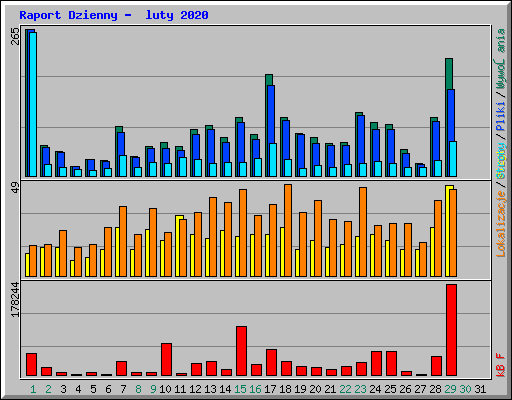 Raport Dzienny - luty 2020
265
49
178244
kB F
Lokalizacje / Strony / Pliki /
1 2 3 4 5 6 7 8 9 10 11 12 13 14 15 16 17 18 19 20 21 22 23 24 25 26 27 28 29 30 31